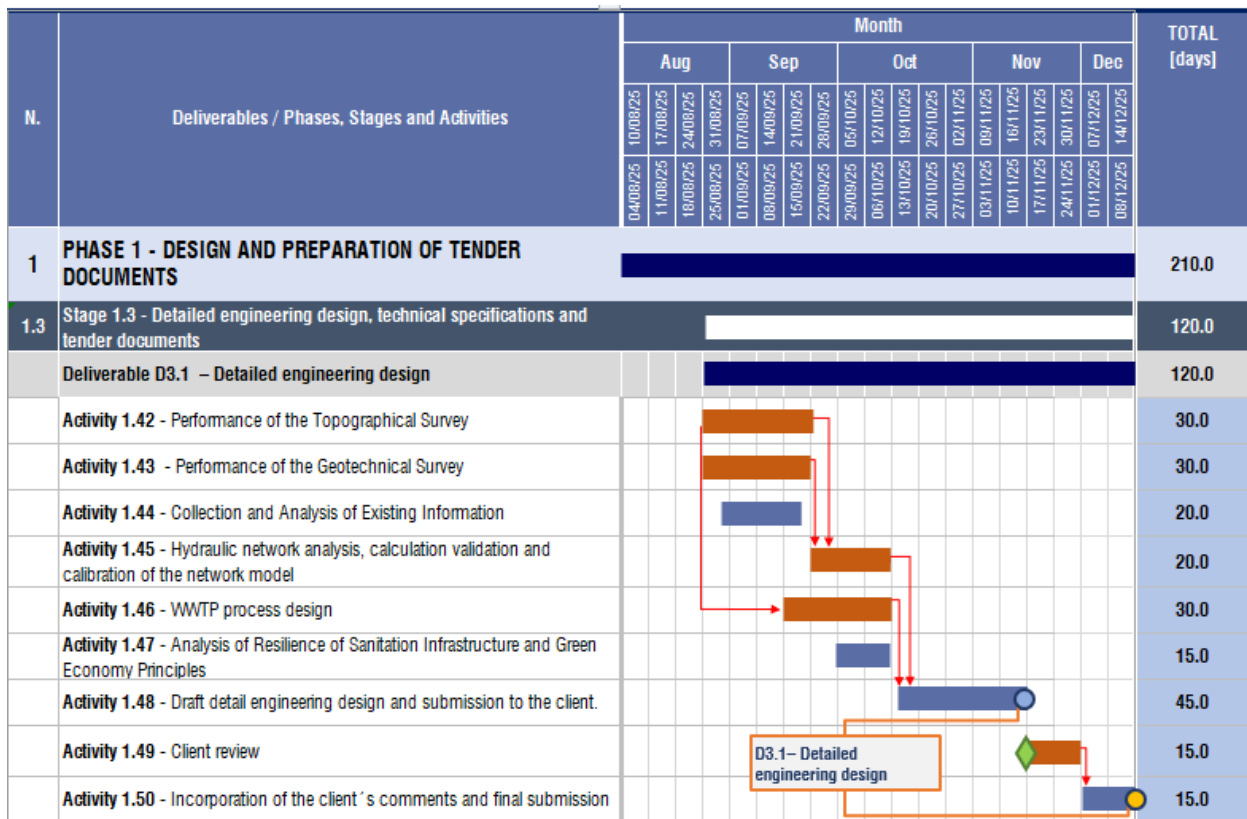 Month
TOTAL
[days]
Aug
Sep
Oct
Nov
Dec
N.
Deliverables / Phases, Stages and Activities
10/08/25
17/08/25
24/08/25
31/08/25
07/09/25
14/09/25
21/09/25
28/09/25
05/10/25
12/10/25
19/10/25
26/10/25
02/11/25
09/11/25
16/11/25
23/11/25
30/11/25
07/12/25
14/12/25
04/08/25
11/08/25
18/08/25
25/08/25
01/09/25
08/09/25
15/09/25
22/09/25
29/09/25
06/10/25
13/10/25
20/10/25
27/10/25
03/11/25
10/11/25
17/11/25
24/11/25
01/12/25
08/12/25
1
PHASE 1 - DESIGN AND PREPARATION OF TENDER
DOCUMENTS
210.0
1.3
Stage 1.3 - Detailed engineering design, technical specifications and
tender documents
120.0
Deliverable D3.1 – Detailed engineering design
120.0
Activity 1.42 - Performance of the Topographical Survey
30.0
Activity 1.43 - Performance of the Geotechnical Survey
30.0
Activity 1.44 - Collection and Analysis of Existing Information
20.0
Activity 1.45 - Hydraulic network analysis, calculation validation and
calibration of the network model
20.0
Activity 1.46 - WWTP process design
30.0
Activity 1.47 - Analysis of Resilience of Sanitation Infrastructure and Green
Economy Principles
15.0
Activity 1.48 - Draft detail engineering design and submission to the client.
45.0
Activity 1.49 - Client review
D3.1– Detailed
engineering design
15.0
Activity 1.50 - Incorporation of the client´s comments and final submission
15.0